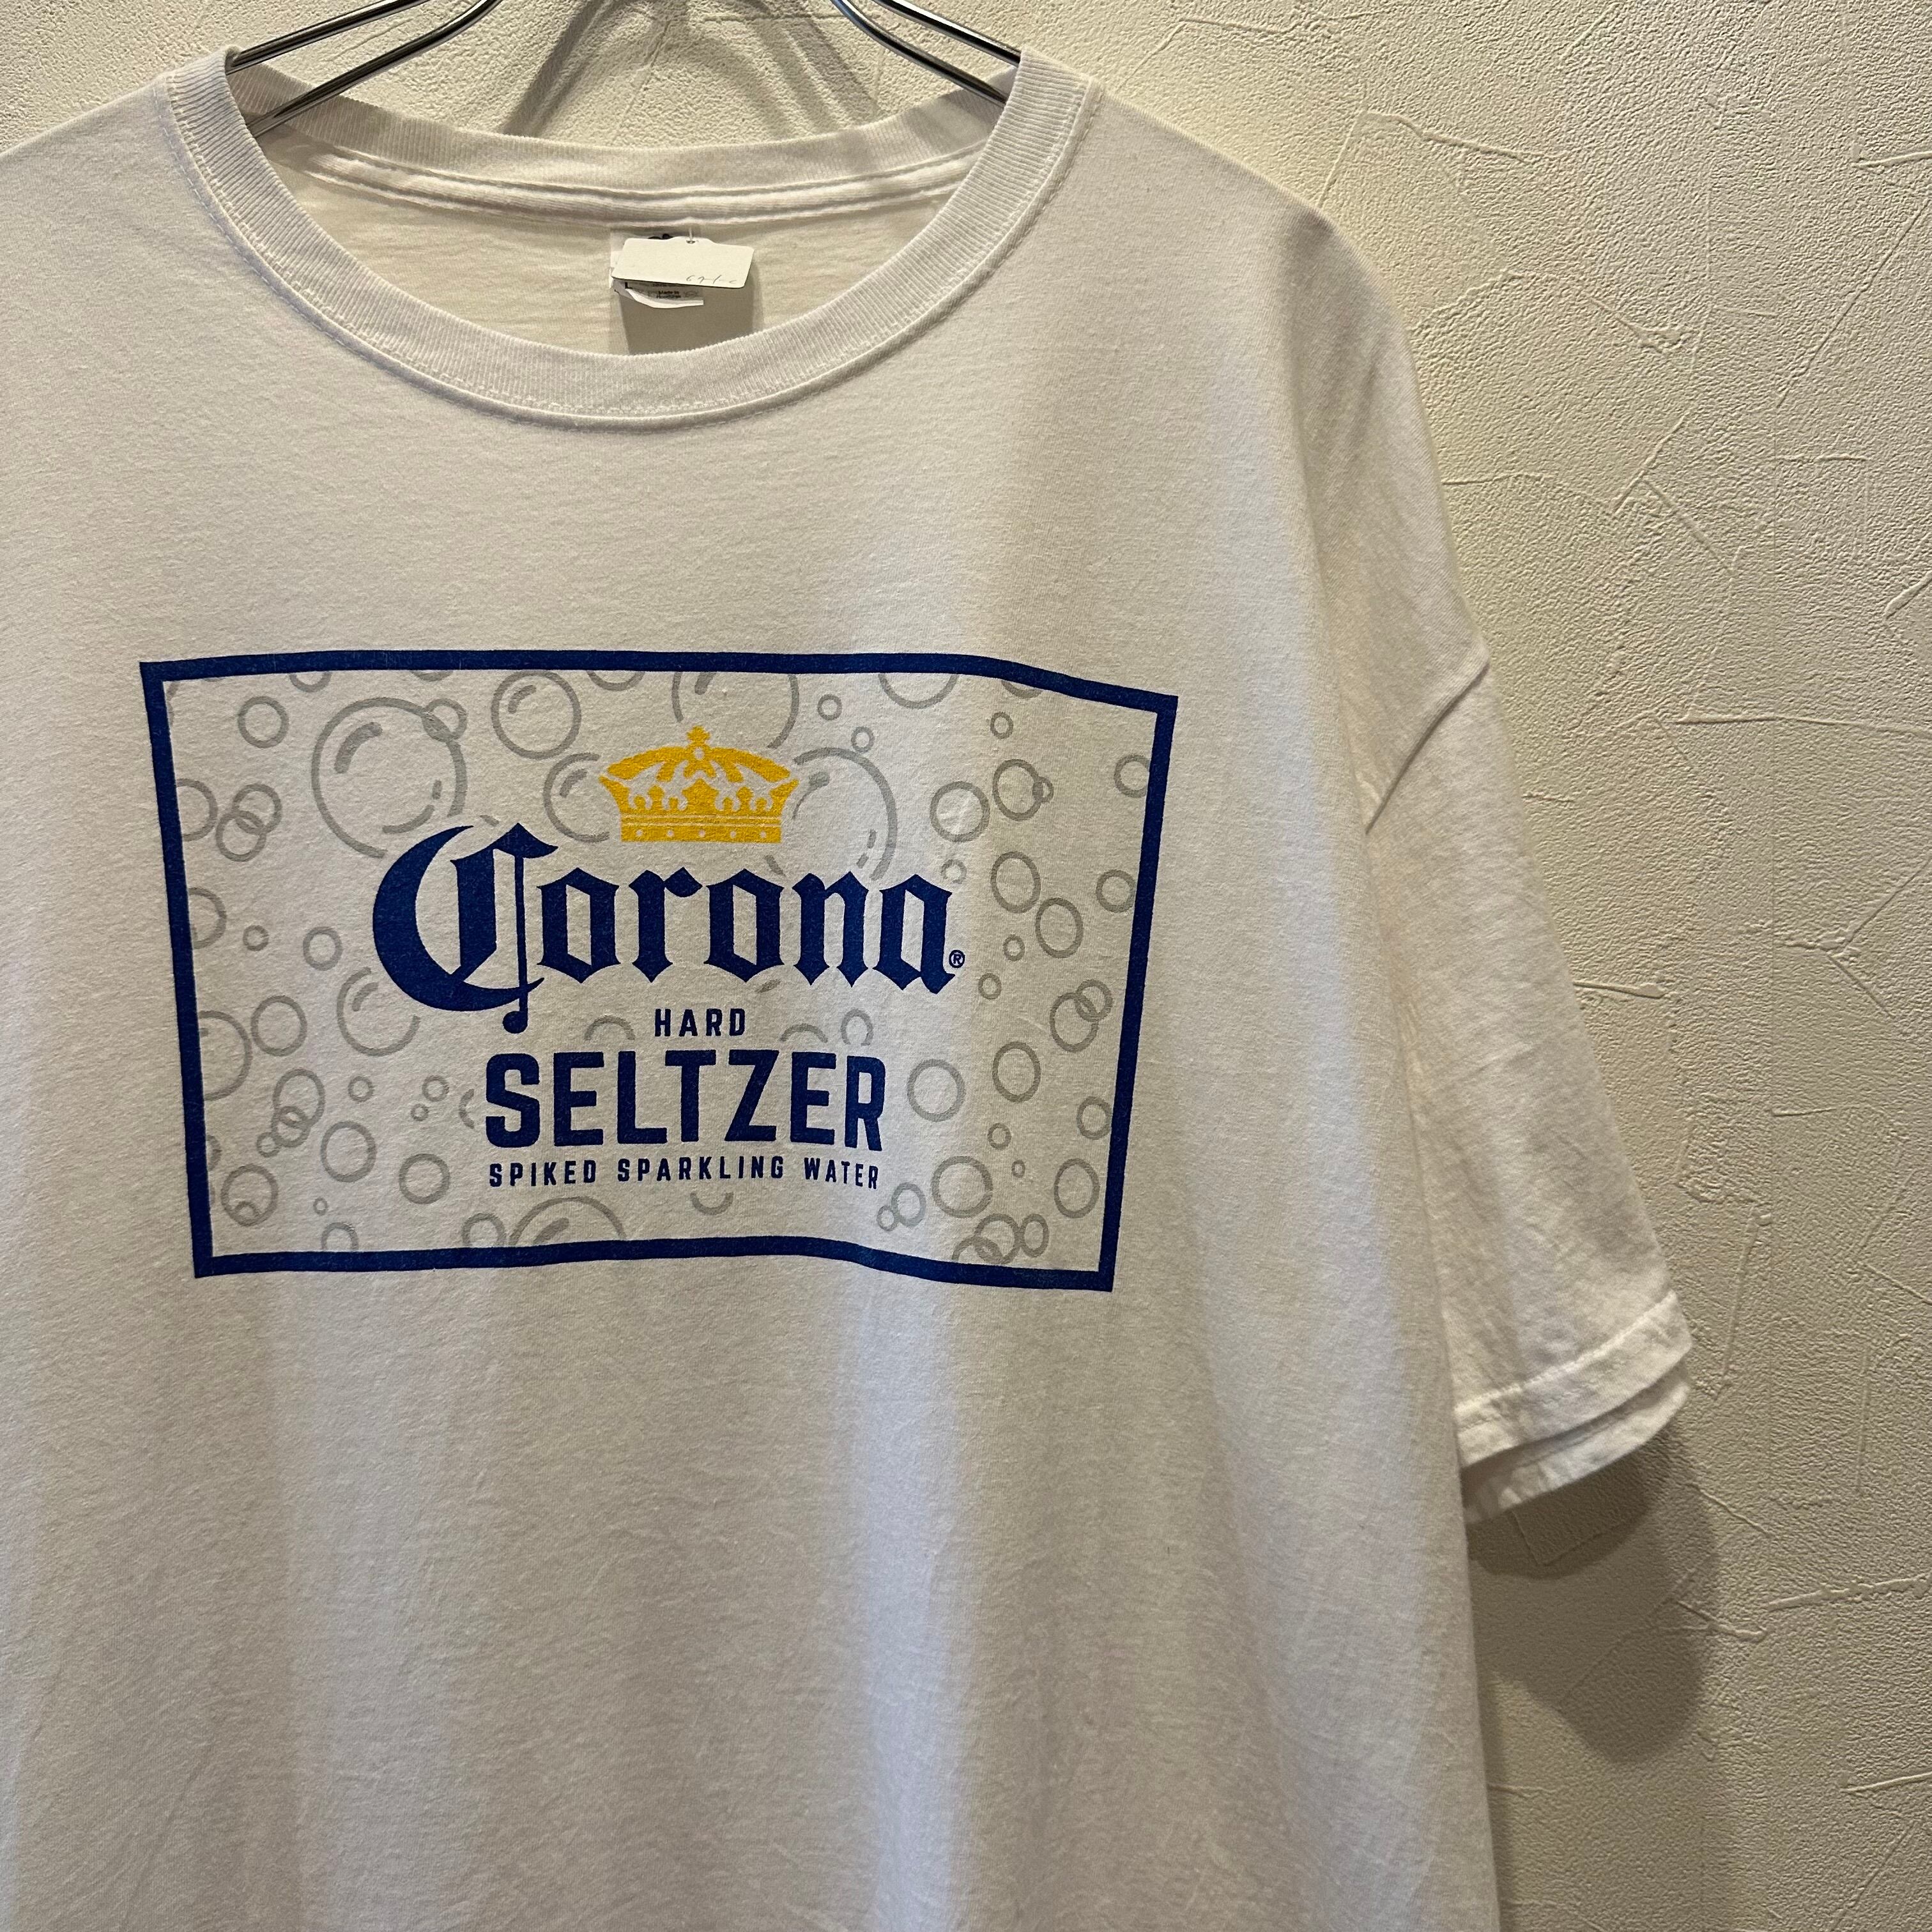 Corona®
HARD
SELTZER
SPIKED SPARKLING WATER